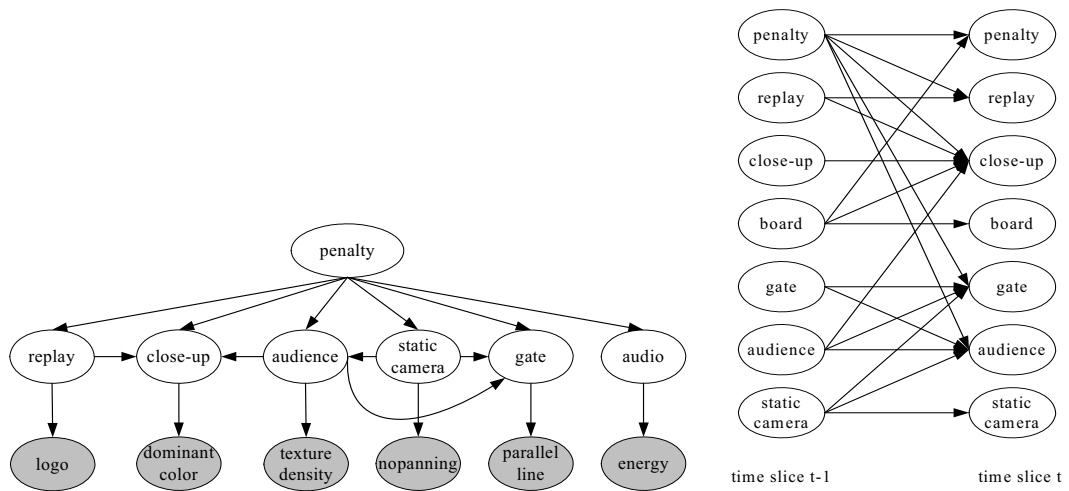 penalty
replay
close-up
audience
static
camera
gate
audio
logo
dominant
color
texture
density
nopanning
parallel
line
energy
penalty
penalty
replay
replay
close-up
close-up
board
board
gate
gate
audience
audience
static
camera
static
camera
time slice t-1
time slice t